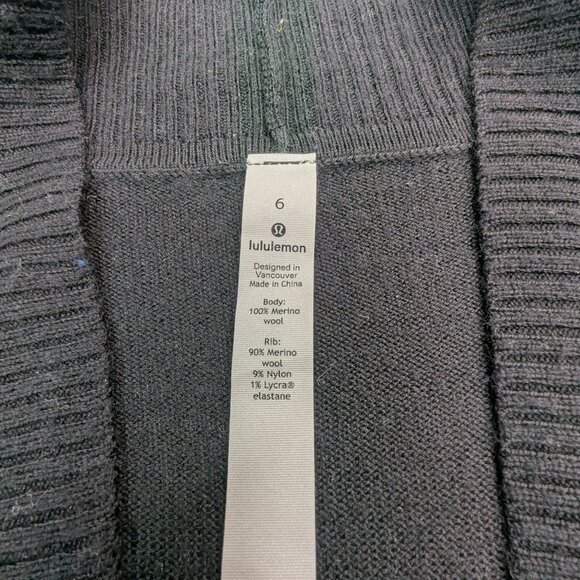 6
lululemon
Designed in
Vancouver
Made in China
Body:
100% Merino
wool
Rib:
90% Merino
wool
9% Nylon
1% Lycra®
elastane